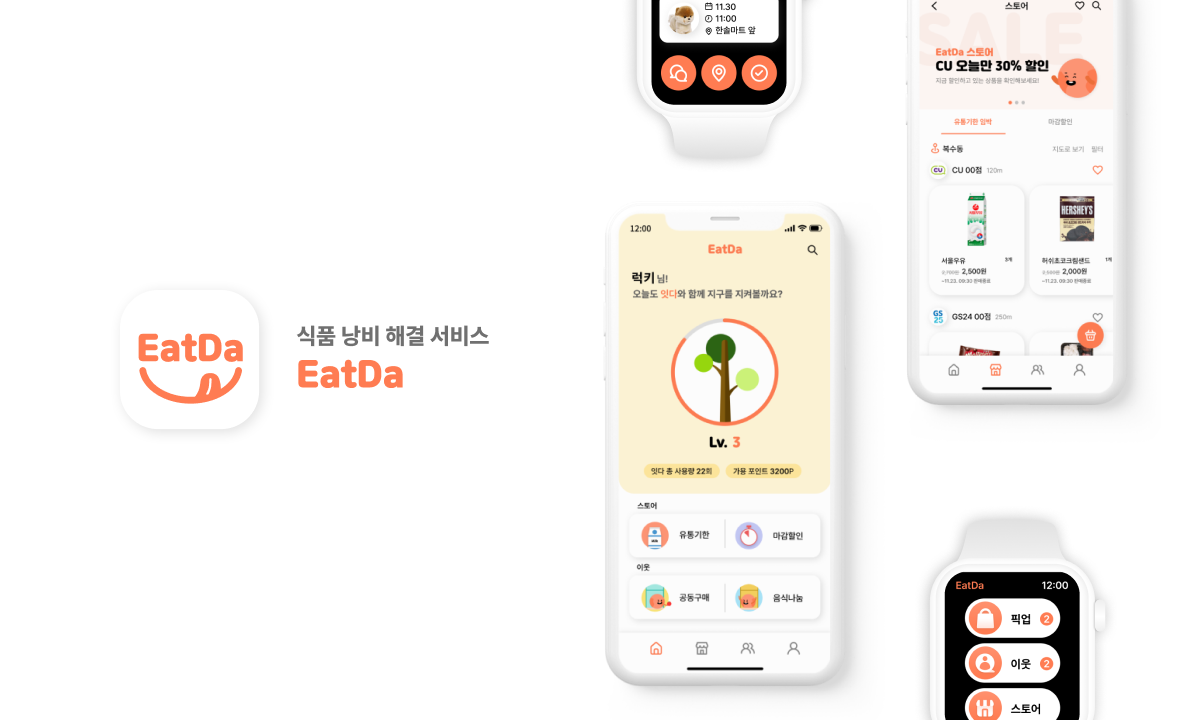 EatDa
식품 낭비 해결 서비스
EatDa
11.30
11:00
한솔마트 앞
12:00
EatDa
럭키 님!
오늘도 잇다와 함께 지구를 지켜볼까요?
Lv. 3
잇다 총 사용량 22회
가용 포인트 3200P
스토어
유통기한
마감할인
이웃
공동구매
음식나눔
스토어
SALE
EatDa 스토어
CU 오늘만 30% 할인
지금 할인하고 있는 상품을 확인해보세요!
유통기한 임박
마감할인
복수동
지도로 보기
필터
CU
CU 00점 120m
서울우유
3개
2,700원 2,500원
~11.23. 09:30 판매종료
HERSHEY'S
허쉬초코크림샌드
2,500원 2,000원
~11.23. 09:30 판매종료
GS
25
GS24 00점 250m
EatDa
12:00
픽업 2
이웃 2
스토어